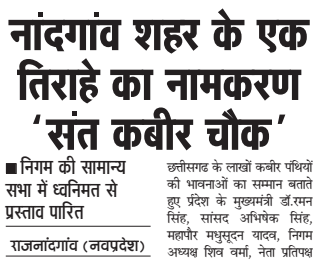 नांदगांव शहर के एक
तिराहे का नामकरण
‘संत कबीर चौक’
■ निगम की सामान्य
सभा में ध्वनिमत से
प्रस्ताव पारित
राजनांदगांव (नवप्रदेश)
छत्तीसगढ के लाखों कबीर पंथियों
की भावनाओं का सम्मान बताते
हुए प्रंदेश के मुख्यमंत्री डॉ.रमन
सिंह, सांसद अभिषेक सिंह,
महापौर मधुसूदन यादव, निगम
अध्यक्ष शिव वर्मा, नेता प्रतिपक्ष